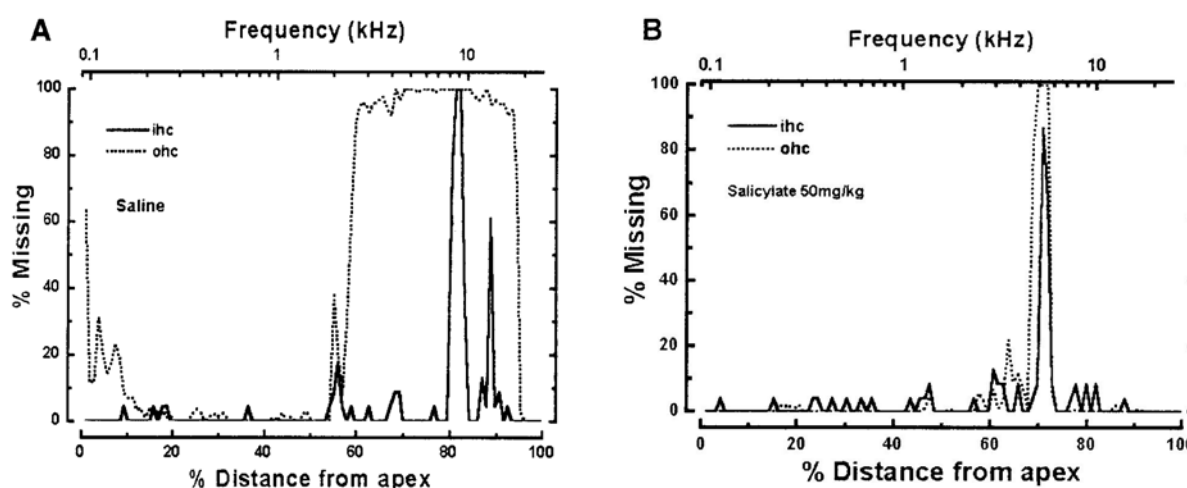 A
Frequency (kHz)
0.1 1 10
100
80
60
40
20
0
% Missing
ihc
ohc
Saline
0 20 40 60 80 100
% Distance from apex
B
Frequency (kHz)
0.1 1 10
100
80
60
40
20
0
% Missing
ihc
ohc
Salicylate 50mg/kg
0 20 40 60 80 100
% Distance from apex